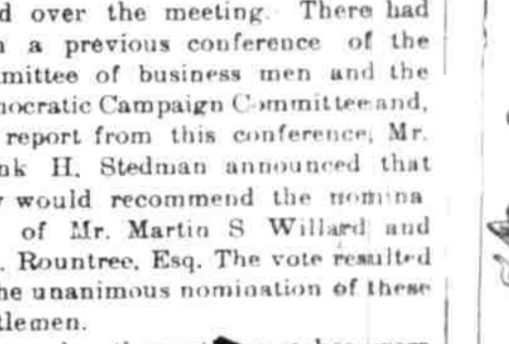 d over the meeting. There had
n a previous conference of the
mmittee of business men and the
nocratic Campaign Committee and,
report from this conference, Mr.
nk H. Stedman announced that
y would recommend the nomina
of Mr. Martin S Willard and
. Rountree, Esq. The vote resulted
he unanimous nomination of these
tlemen.